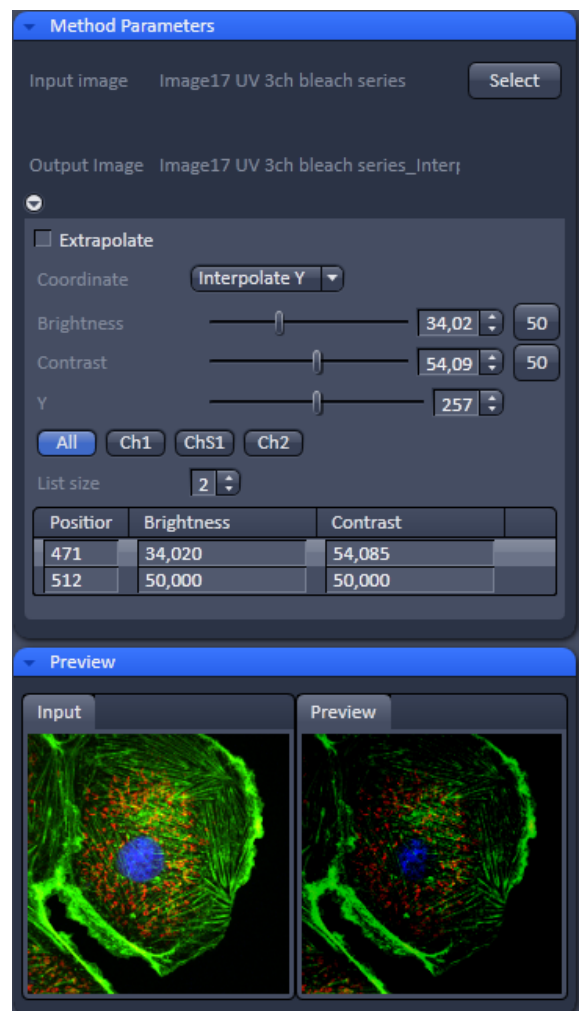 Method Parameters
Input image Image17 UV 3ch bleach series Select
Output Image Image17 UV 3ch bleach series_Interp
Extrapolate
Coordinate Interpolate Y
Brightness 34,02 50
Contrast 54,09 50
Y 257
All Ch1 ChS1 Ch2
List size 2
Position Brightness Contrast
471 34,020 54,085
512 50,000 50,000
Preview
Input Preview